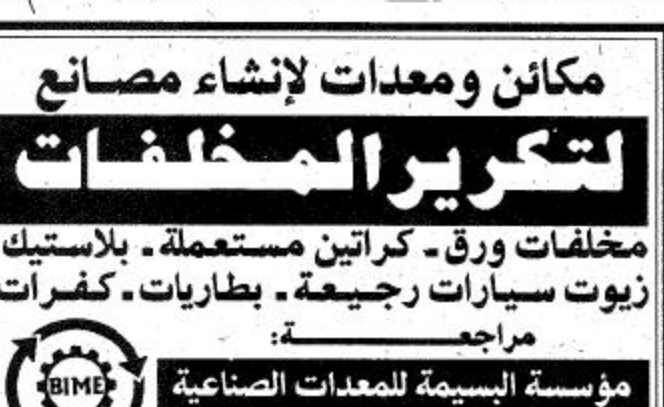 مكائن ومعدات لإنشاء مصانع
لتكرير المخلفات
مخلفات ورق - كراتين مستعملة - بلاستيك
زيوت سيارات رجيعة - بطاريات - كفرات
مراجعة:
مؤسسة البسيمة للمعدات الصناعية
BIME